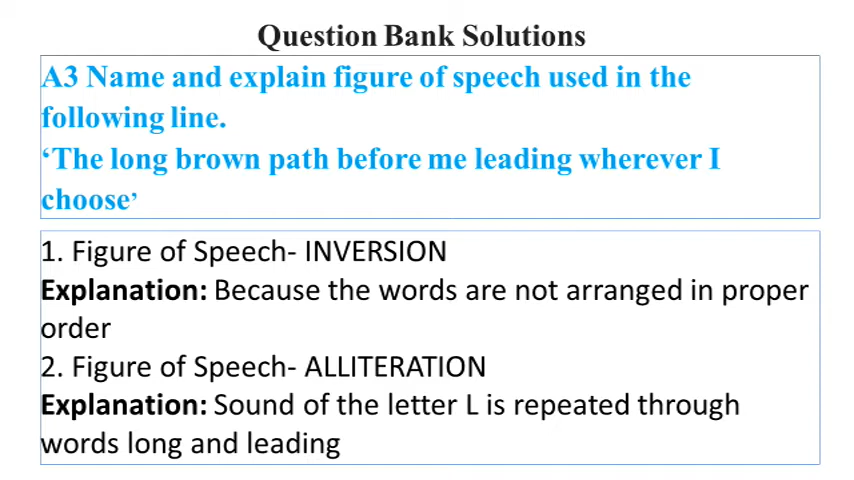 Question Bank Solutions
A3 Name and explain figure of speech used in the
following line.
‘The long brown path before me leading wherever I
choose’
1. Figure of Speech- INVERSION
Explanation: Because the words are not arranged in proper
order
2. Figure of Speech- ALLITERATION
Explanation: Sound of the letter L is repeated through
words long and leading